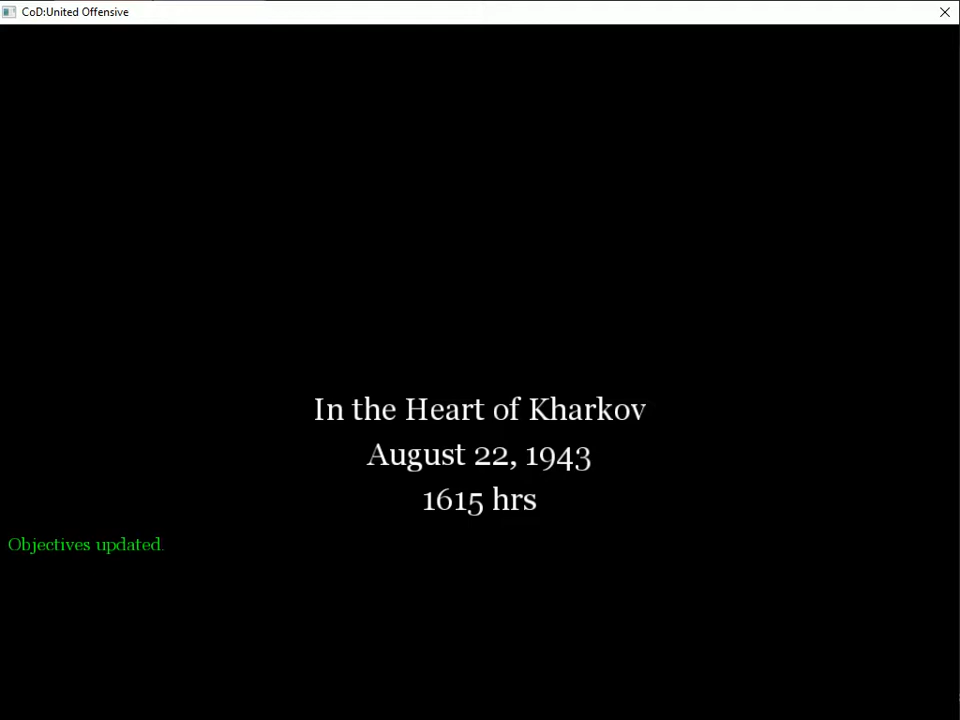 CoD:United Offensive
In the Heart of Kharkov
August 22, 1943
1615 hrs
Objectives updated.